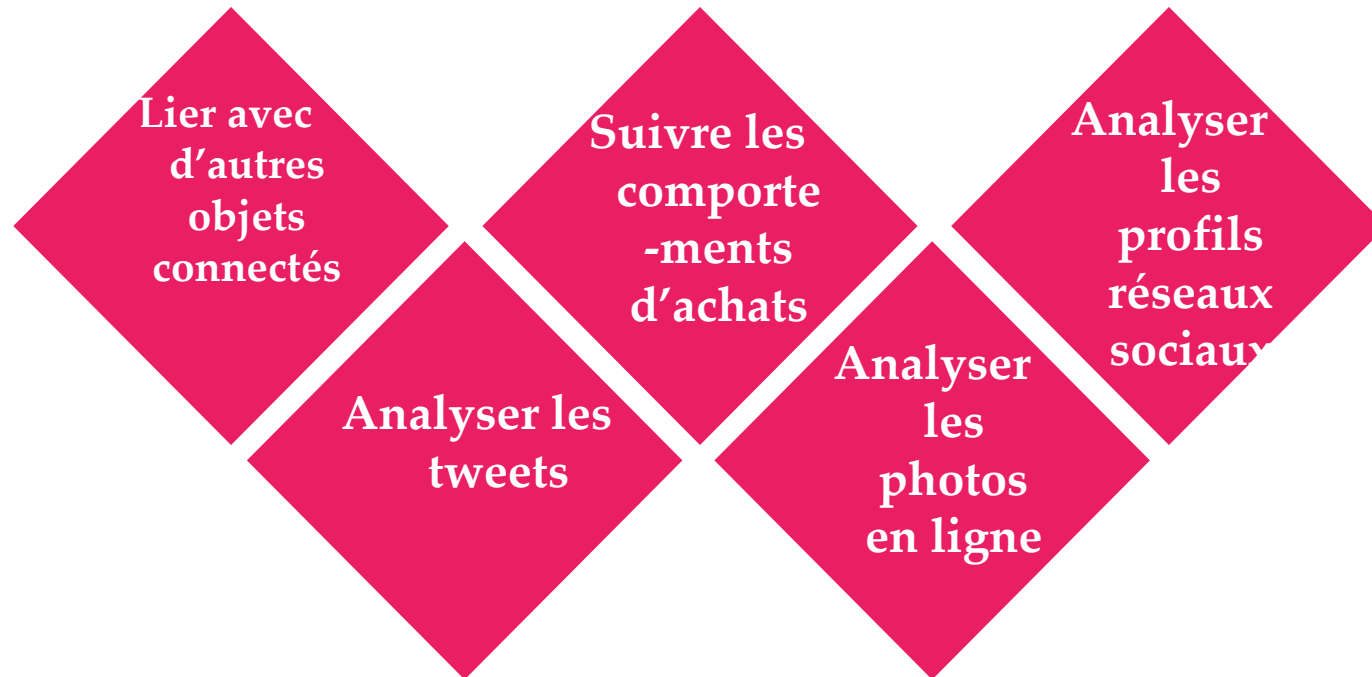 Lier avec
d’autres
objets
connectés
Analyser les
tweets
Suivre les
comporte
-ments
d’achats
Analyser
les
photos
en ligne
Analyser
les
profils
réseaux
sociaux